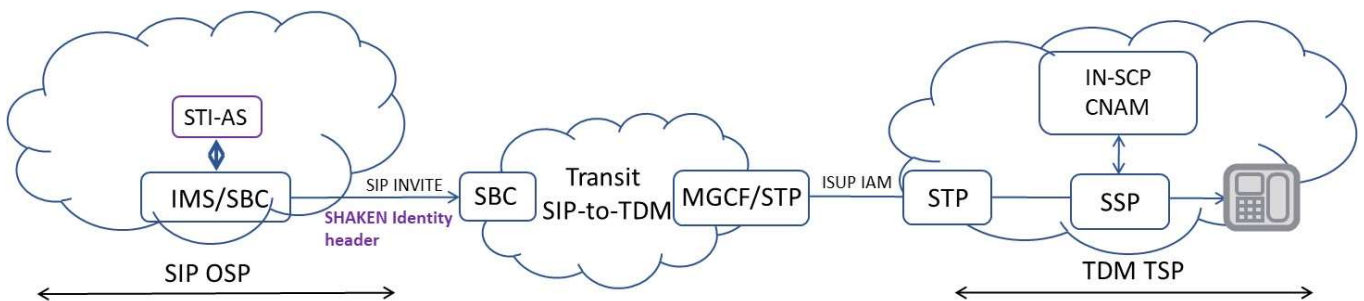 STI-AS
IMS/SBC
SIP INVITE
SHAKEN Identity
header
SIP OSP
SBC
Transit
SIP-to-TDM
MGCF/STP
ISUP IAM
STP
IN-SCP
CNAM
SSP
TDM TSP